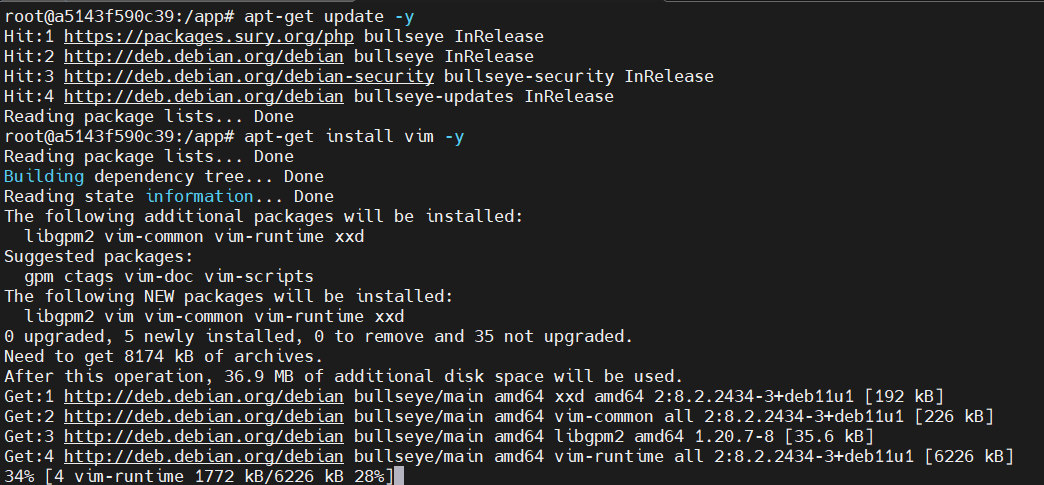 root@a5143f590c39:/app# apt-get update -y
Hit:1 https://packages.sury.org/php bullseye InRelease
Hit:2 http://deb.debian.org/debian bullseye InRelease
Hit:3 http://deb.debian.org/debian-security bullseye-security InRelease
Hit:4 http://deb.debian.org/debian bullseye-updates InRelease
Reading package lists... Done
root@a5143f590c39:/app# apt-get install vim -y
Reading package lists... Done
Building dependency tree... Done
Reading state information... Done
The following additional packages will be installed:
  libgpm2 vim-common vim-runtime xxd
Suggested packages:
  gpm ctags vim-doc vim-scripts
The following NEW packages will be installed:
  libgpm2 vim vim-common vim-runtime xxd
0 upgraded, 5 newly installed, 0 to remove and 35 not upgraded.
Need to get 8174 kB of archives.
After this operation, 36.9 MB of additional disk space will be used.
Get:1 http://deb.debian.org/debian bullseye/main amd64 xxd amd64 2:8.2.2434-3+deb11u1 [192 kB]
Get:2 http://deb.debian.org/debian bullseye/main amd64 vim-common all 2:8.2.2434-3+deb11u1 [226 kB]
Get:3 http://deb.debian.org/debian bullseye/main amd64 libgpm2 amd64 1.20.7-8 [35.6 kB]
Get:4 http://deb.debian.org/debian bullseye/main amd64 vim-runtime all 2:8.2.2434-3+deb11u1 [6226 kB]
34% [4 vim-runtime 1772 kB/6226 kB 28%]